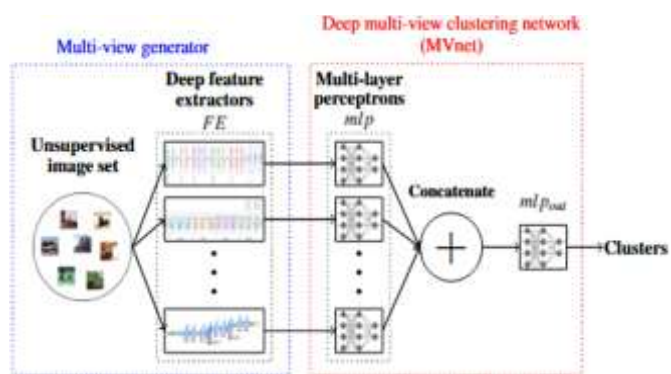 Deep multi-view clustering network
(MVnet)
Multi-view generator
Deep feature
extractors
FE
Multi-layer
perceptrons
mlp
Unsupervised
image set
Concatenate
mlp_out
Clusters